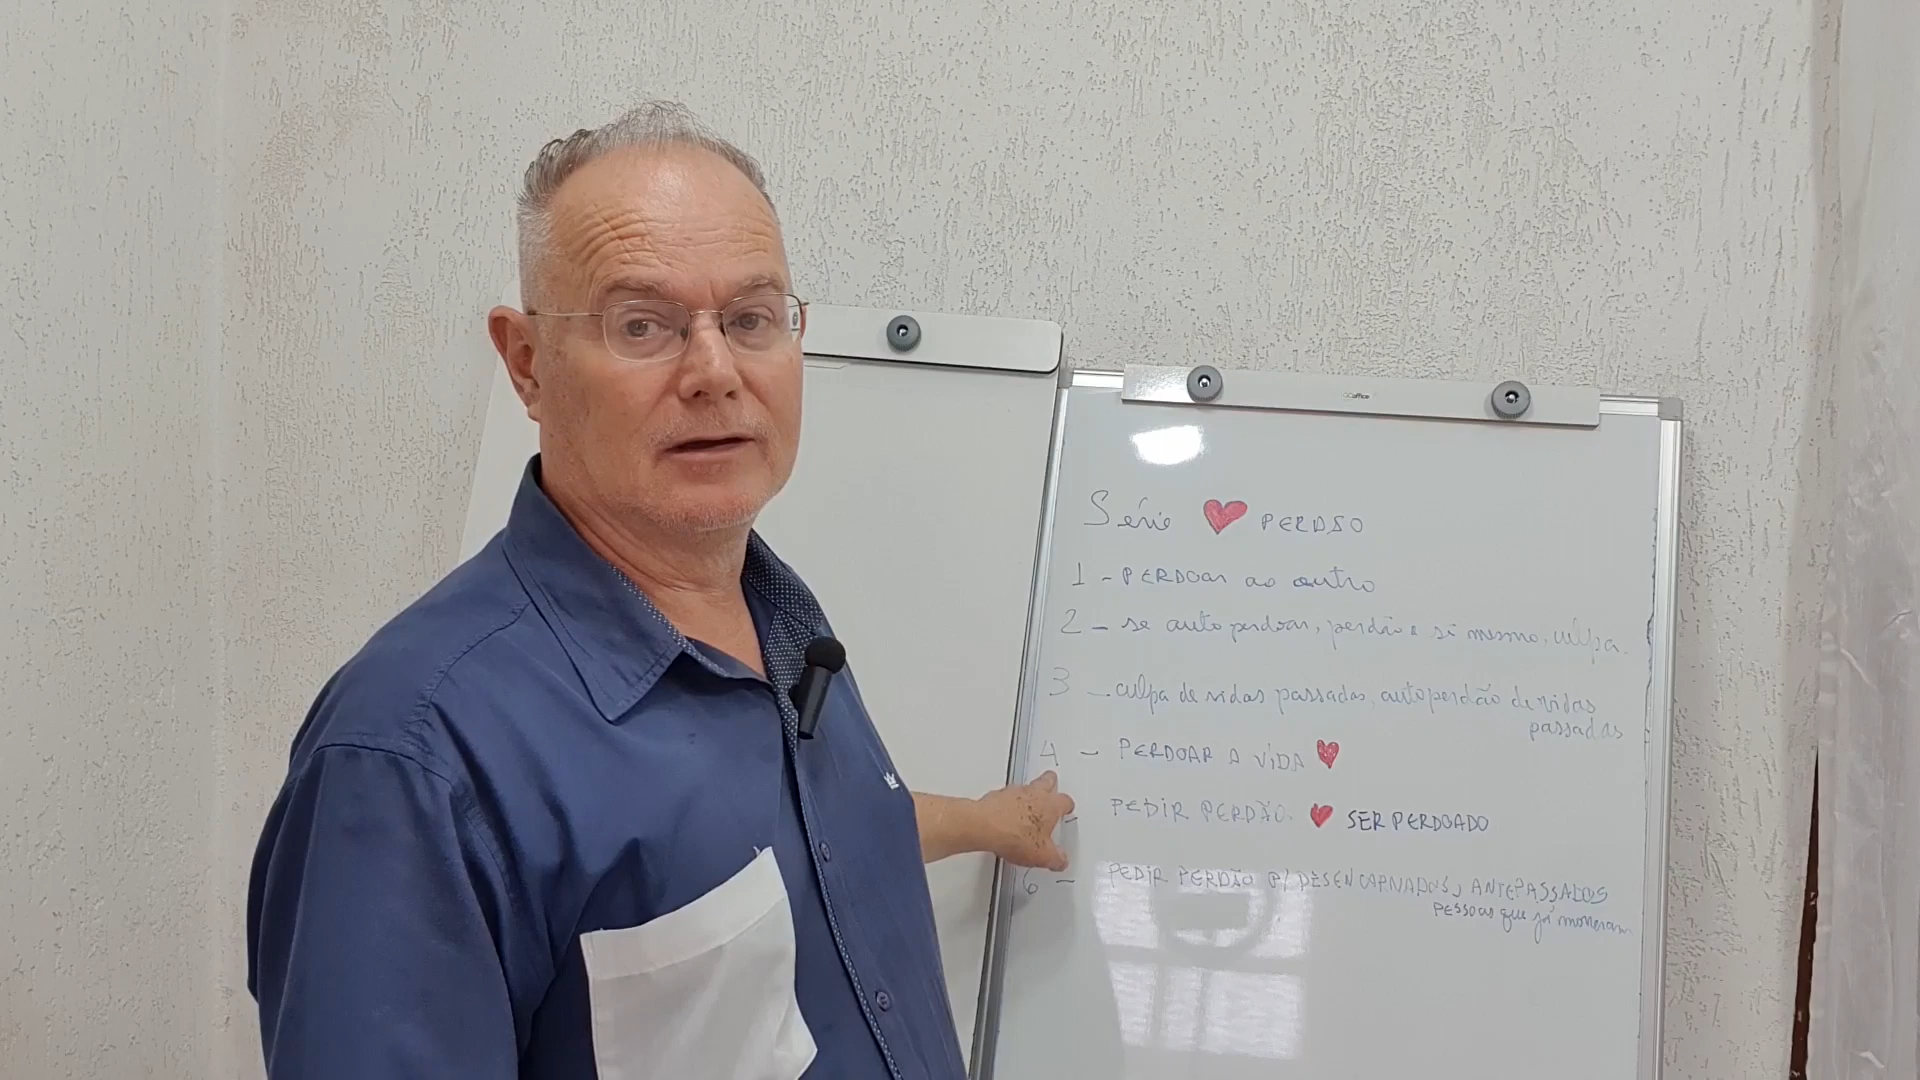 Série ❤ PERDÃO
1 - PERDOAR ao outro
2 - se auto perdoar, perdão a si mesmo, culpa.
3 - culpa de vidas passadas, autoperdão de vidas
passadas
4 - PERDOAR A VIDA ❤
- PEDIR PERDÃO. ❤ SER PERDOADO
6 - PEDIR PERDÃO P/ DESENCARNADOS, ANTEPASSADOS
PESSOAS que já morreram